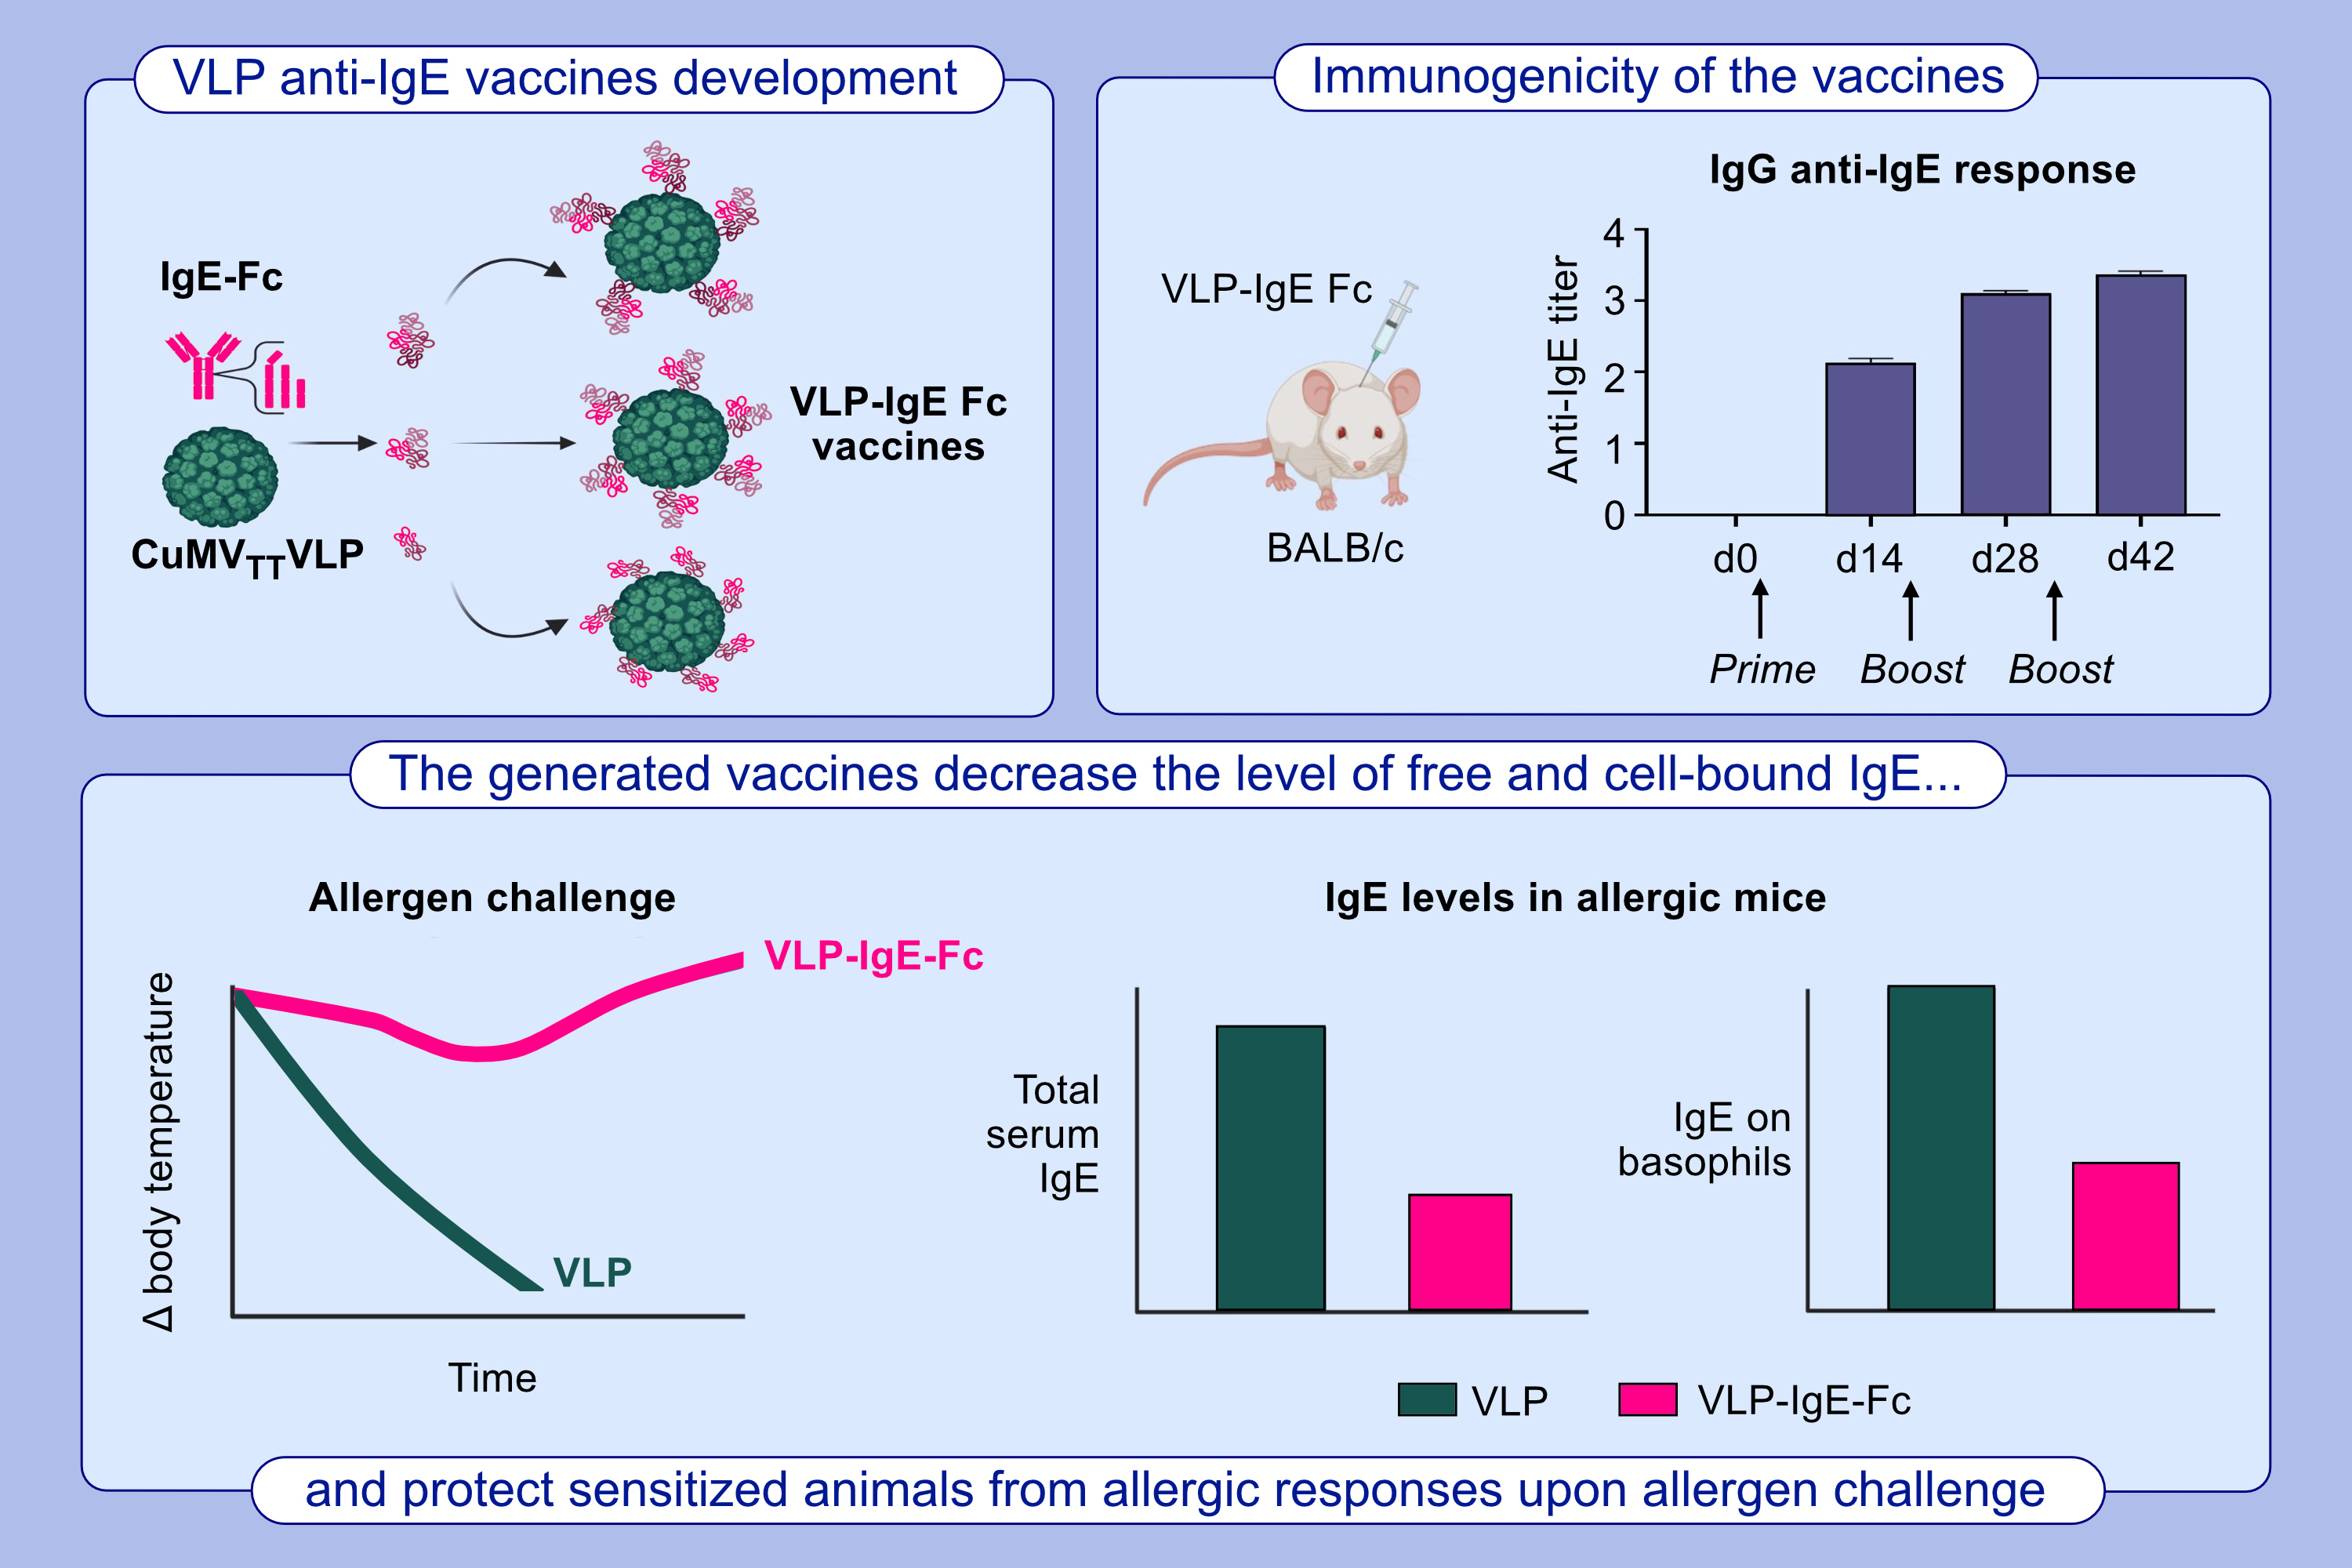 VLP anti-IgE vaccines development
IgE-Fc
CuMVTTVLP
VLP-IgE Fc
vaccines
Immunogenicity of the vaccines
VLP-IgE Fc
BALB/c
IgG anti-IgE response
Anti-IgE titer
4
3
2
1
0
d0 d14 d28 d42
Prime Boost Boost
The generated vaccines decrease the level of free and cell-bound IgE...
Allergen challenge
Δ body temperature
VLP-IgE-Fc
VLP
Time
IgE levels in allergic mice
Total
serum
IgE
IgE on
basophils
VLP VLP-IgE-Fc
and protect sensitized animals from allergic responses upon allergen challenge